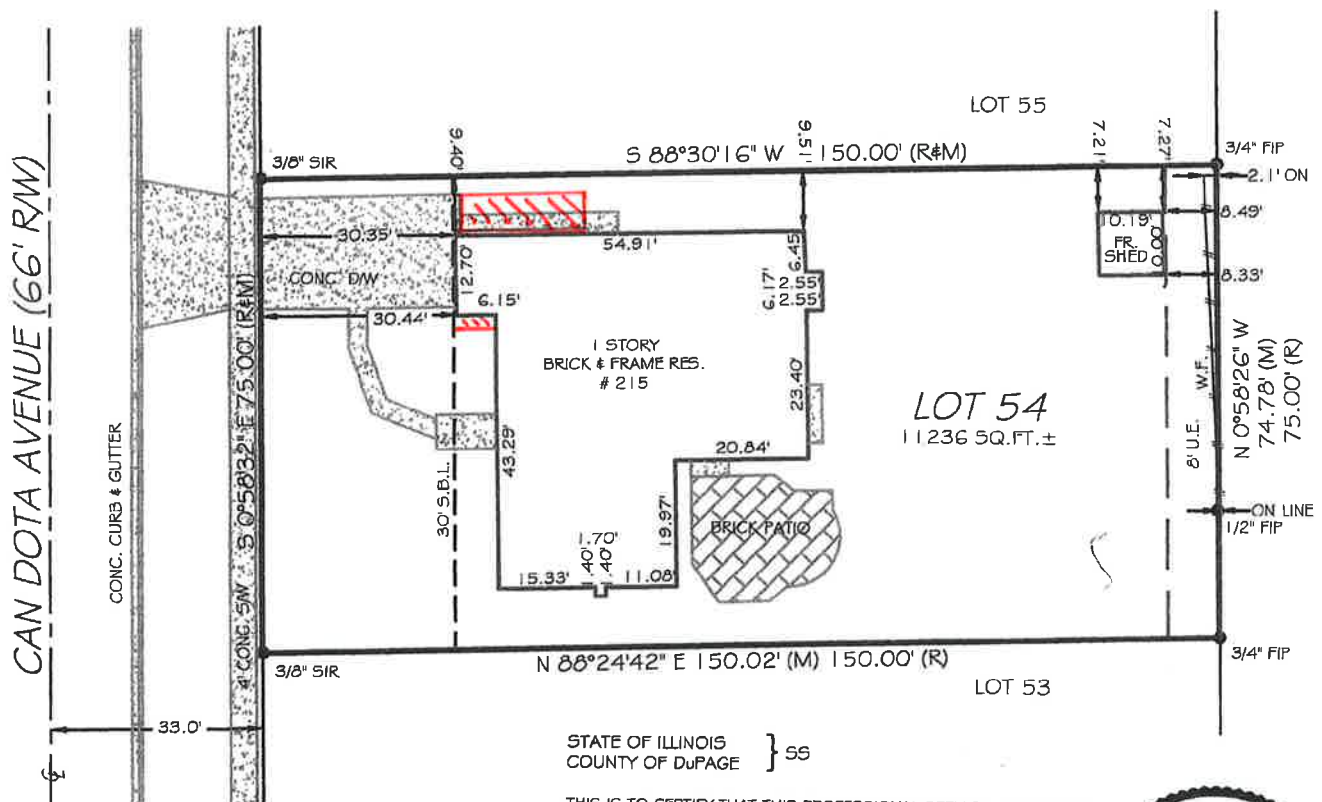 LOT 55
S 88°30'16" W 150.00' (R&M)
3/8" SIR
9.40'
9.51'
7.21'
7.27'
3/4" FIP
2.1' ON
8.49'
10.19'
FR.
SHED
8.33'
CAN DOTA AVENUE (66' R/W)
CONC. CURB & GUTTER
4' CONC. S/W
S 0°58'32" E 75.00' (R&M)
30.35'
CONC. D/W
30.44'
12.70'
6.15'
54.91'
6.45'
6.17'
2.55'
2.55'
1 STORY
BRICK & FRAME RES.
# 215
23.40'
LOT 54
11236 SQ.FT.±
8' U.E.
W.F.
N 0°58'26" W
74.78' (M)
75.00' (R)
30' S.B.L.
43.29'
20.84'
19.97'
BRICK PATIO
ON LINE
1/2" FIP
1.70'
.40'
.40'
15.33'
11.08'
3/8" SIR
N 88°24'42" E 150.02' (M) 150.00' (R)
3/4" FIP
LOT 53
33.0'
STATE OF ILLINOIS
COUNTY OF DuPAGE
} SS